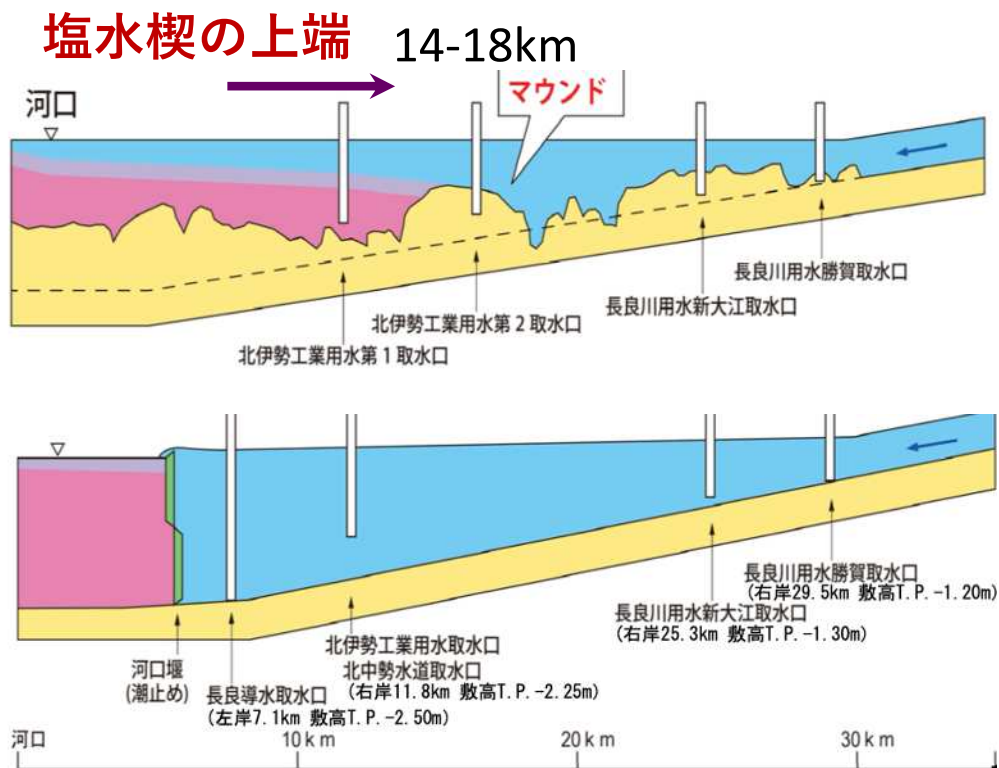 塩水楔の上端 14-18km
マウンド
河口
長良川用水勝賀取水口
長良川用水新大江取水口
北伊勢工業用水第2取水口
北伊勢工業用水第1取水口
長良川用水勝賀取水口
(右岸29.5km 敷高T.P.-1.20m)
長良川用水新大江取水口
(右岸25.3km 敷高T.P.-1.30m)
北伊勢工業用水取水口
北中勢水道取水口
(右岸11.8km 敷高T.P.-2.25m)
河口堰
(潮止め)
長良導水取水口
(左岸7.1km 敷高T.P.-2.50m)
河口 10km 20km 30km